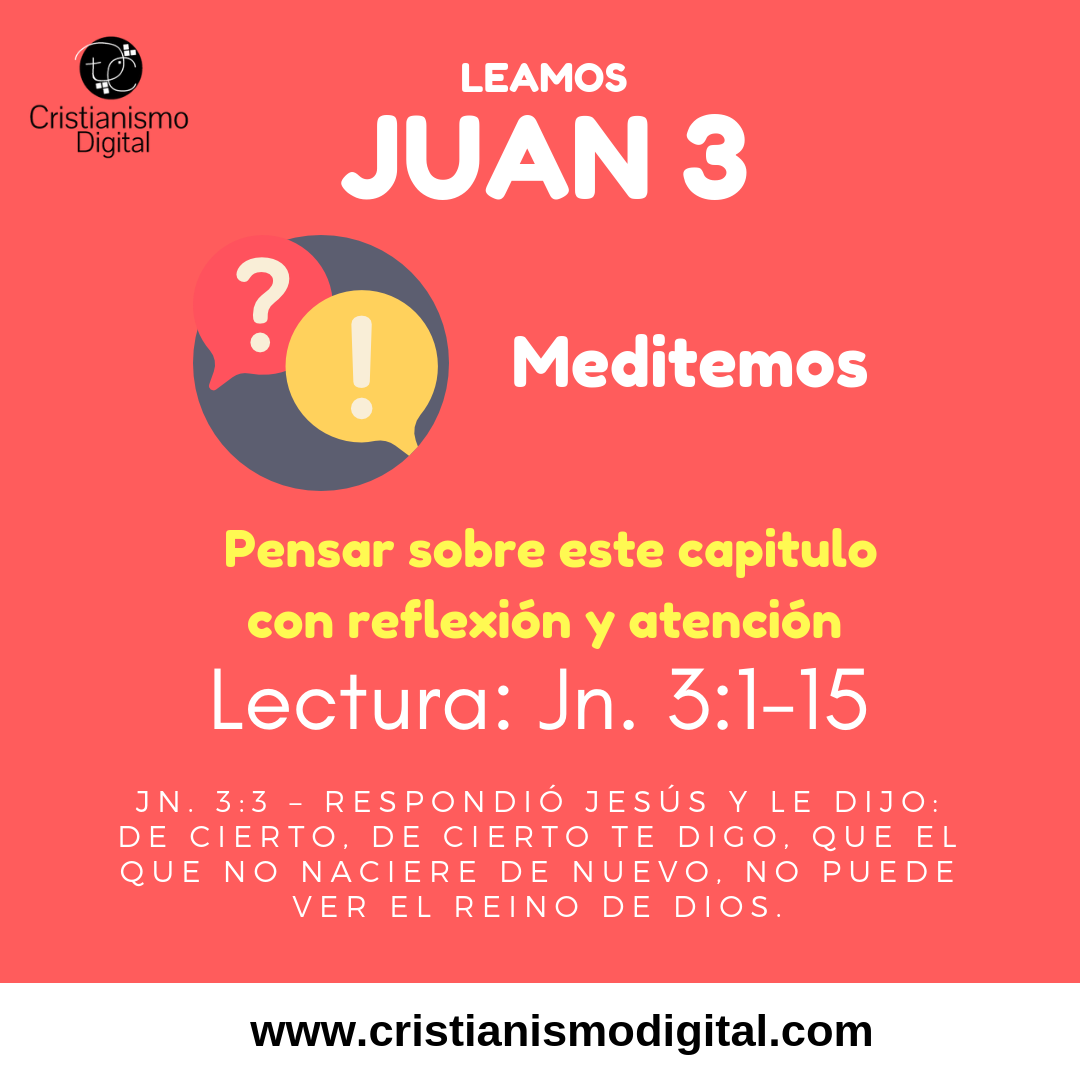 Cristianismo
Digital
LEAMOS
JUAN 3
? !
Meditemos
Pensar sobre este capitulo
con reflexión y atención
Lectura: Jn. 3:1-15
JN. 3:3 – RESPONDIÓ JESÚS Y LE DIJO:
DE CIERTO, DE CIERTO TE DIGO, QUE EL
QUE NO NACIERE DE NUEVO, NO PUEDE
VER EL REINO DE DIOS.
www.cristianismodigital.com